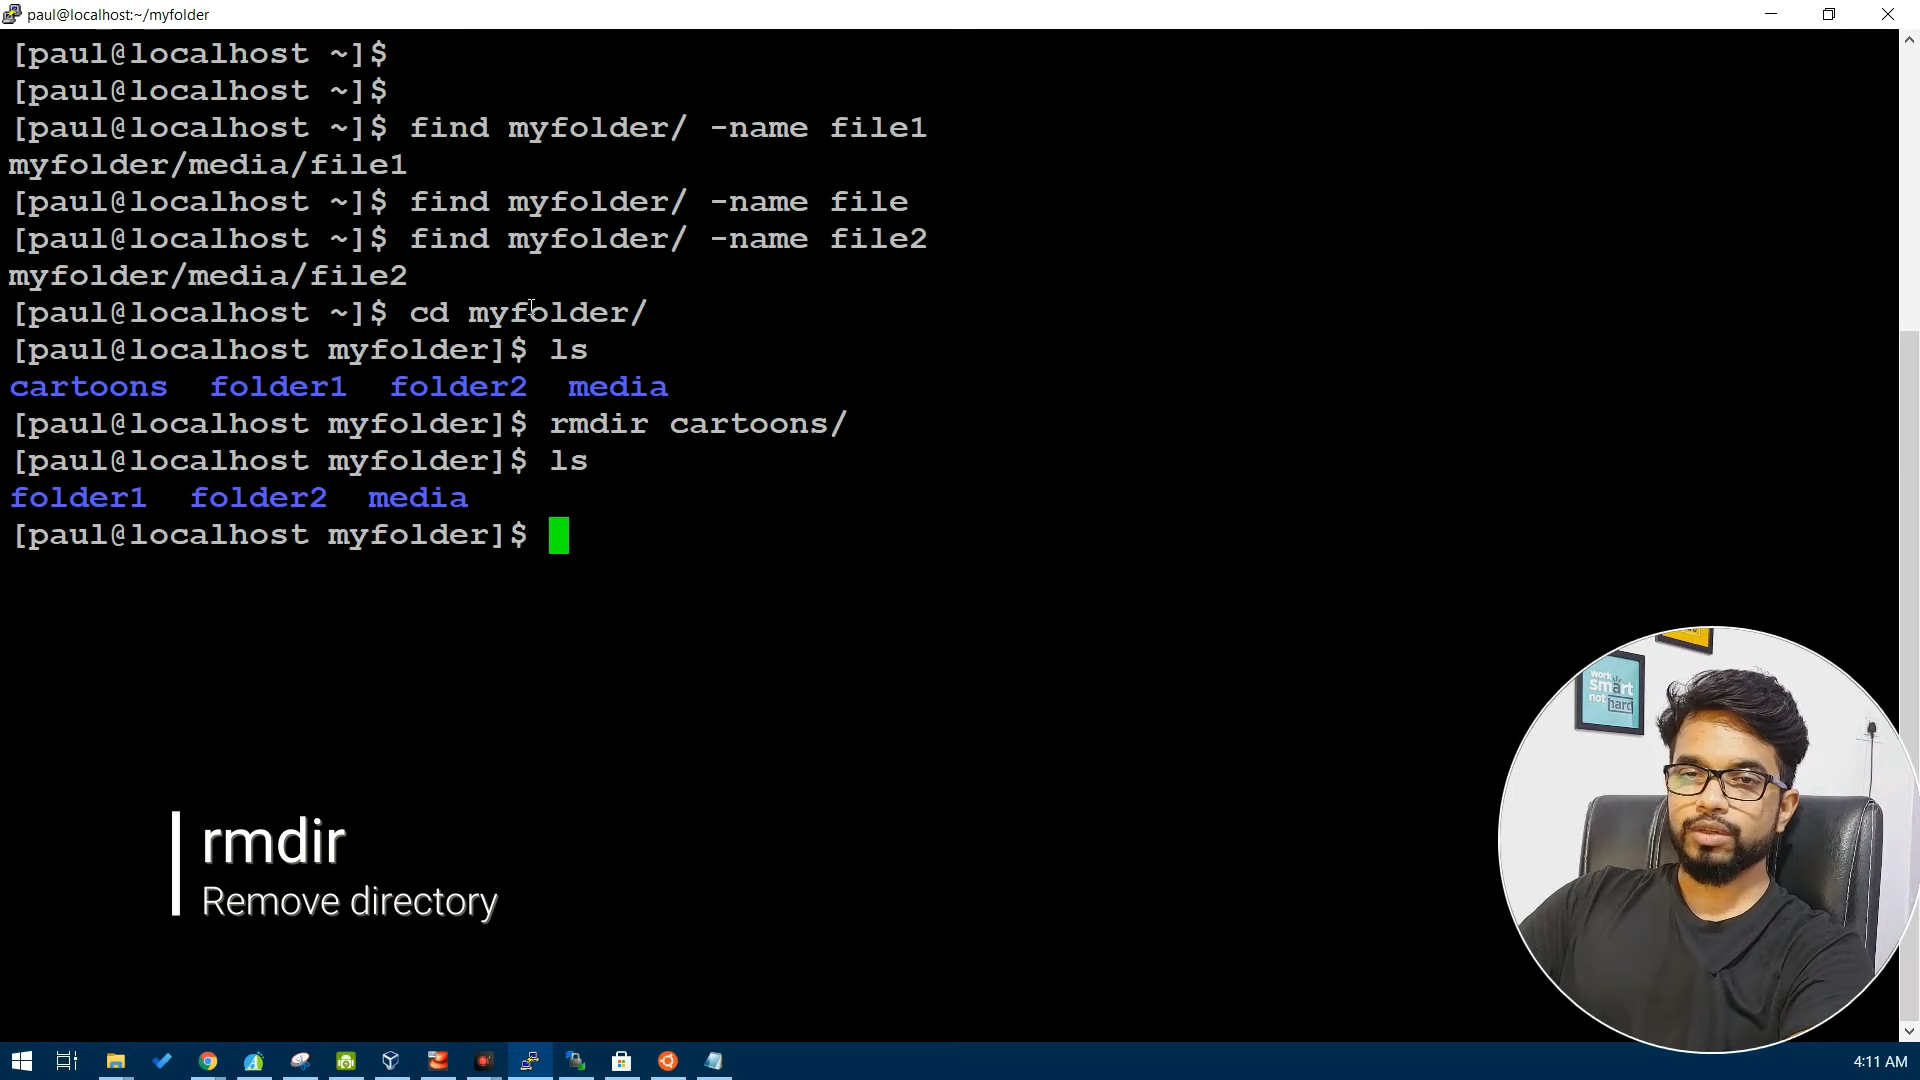 paul@localhost:~/myfolder
[paul@localhost ~]$
[paul@localhost ~]$
[paul@localhost ~]$ find myfolder/ -name file1
myfolder/media/file1
[paul@localhost ~]$ find myfolder/ -name file
[paul@localhost ~]$ find myfolder/ -name file2
myfolder/media/file2
[paul@localhost ~]$ cd myfolder/
[paul@localhost myfolder]$ ls
cartoons folder1 folder2 media
[paul@localhost myfolder]$ rmdir cartoons/
[paul@localhost myfolder]$ ls
folder1 folder2 media
[paul@localhost myfolder]$
work
smart
not hard
rmdir
Remove directory
4:11 AM